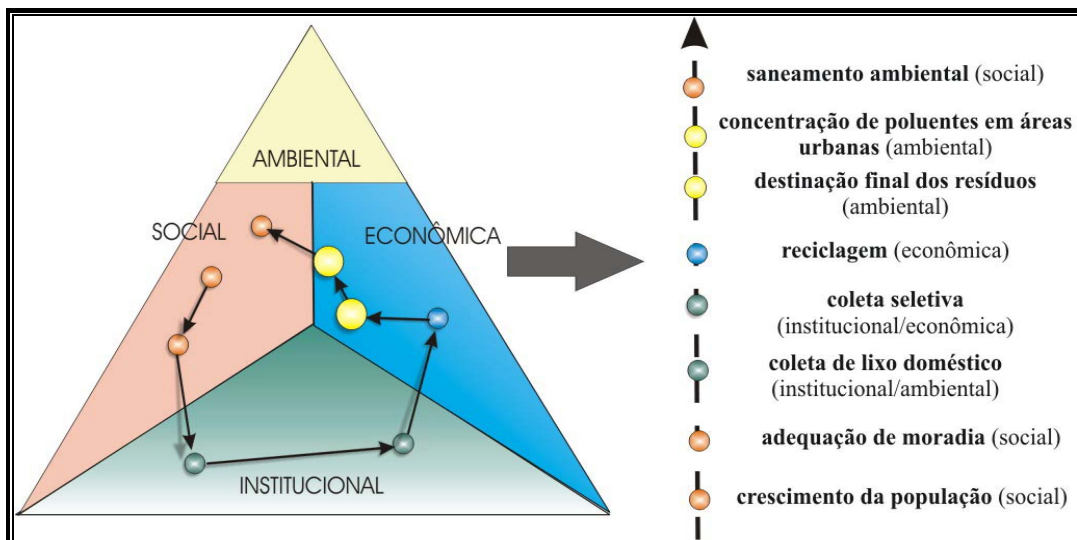 AMBIENTAL
SOCIAL
ECONÔMICA
INSTITUCIONAL
saneamento ambiental (social)
concentração de poluentes em áreas
urbanas (ambiental)
destinação final dos resíduos
(ambiental)
reciclagem (econômica)
coleta seletiva
(institucional/econômica)
coleta de lixo doméstico
(institucional/ambiental)
adequação de moradia (social)
crescimento da população (social)